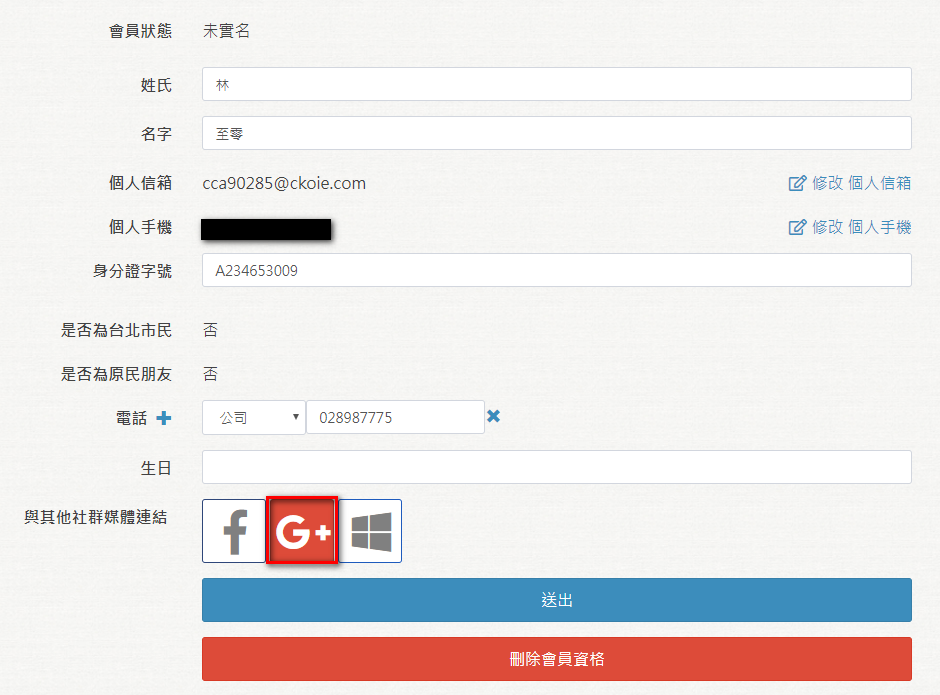 會員狀態 未實名
姓氏 林
名字 至零
個人信箱 cca90285@ckoie.com 修改 個人信箱
個人手機 修改 個人手機
身分證字號 A234653009
是否為台北市民 否
是否為原民朋友 否
電話 公司 028987775
生日
與其他社群媒體連結 f G+
送出
刪除會員資格